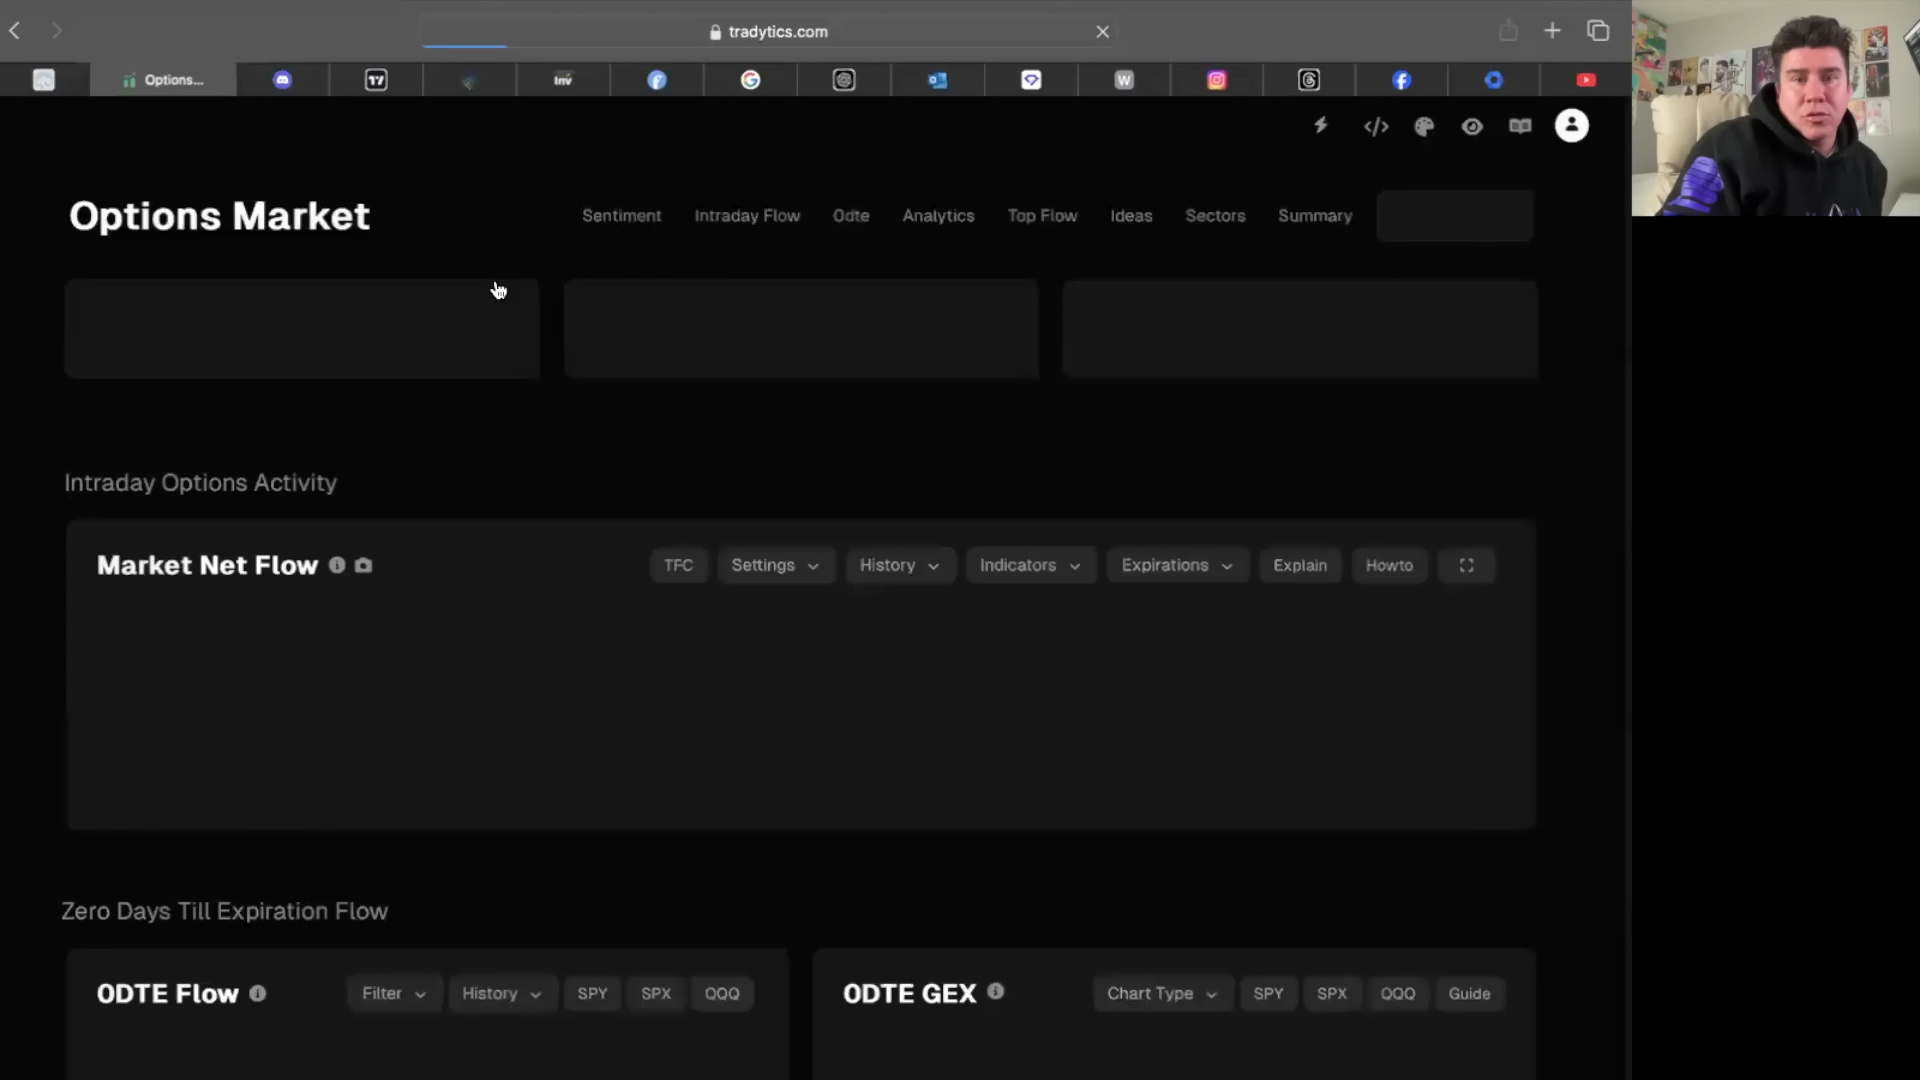 tradytics.com
Options...
Inv
W
Options Market
Sentiment
Intraday Flow
0dte
Analytics
Top Flow
Ideas
Sectors
Summary
Intraday Options Activity
Market Net Flow
TFC
Settings
History
Indicators
Expirations
Explain
Howto
Zero Days Till Expiration Flow
0DTE Flow
Filter
History
SPY
SPX
QQQ
0DTE GEX
Chart Type
SPY
SPX
QQQ
Guide